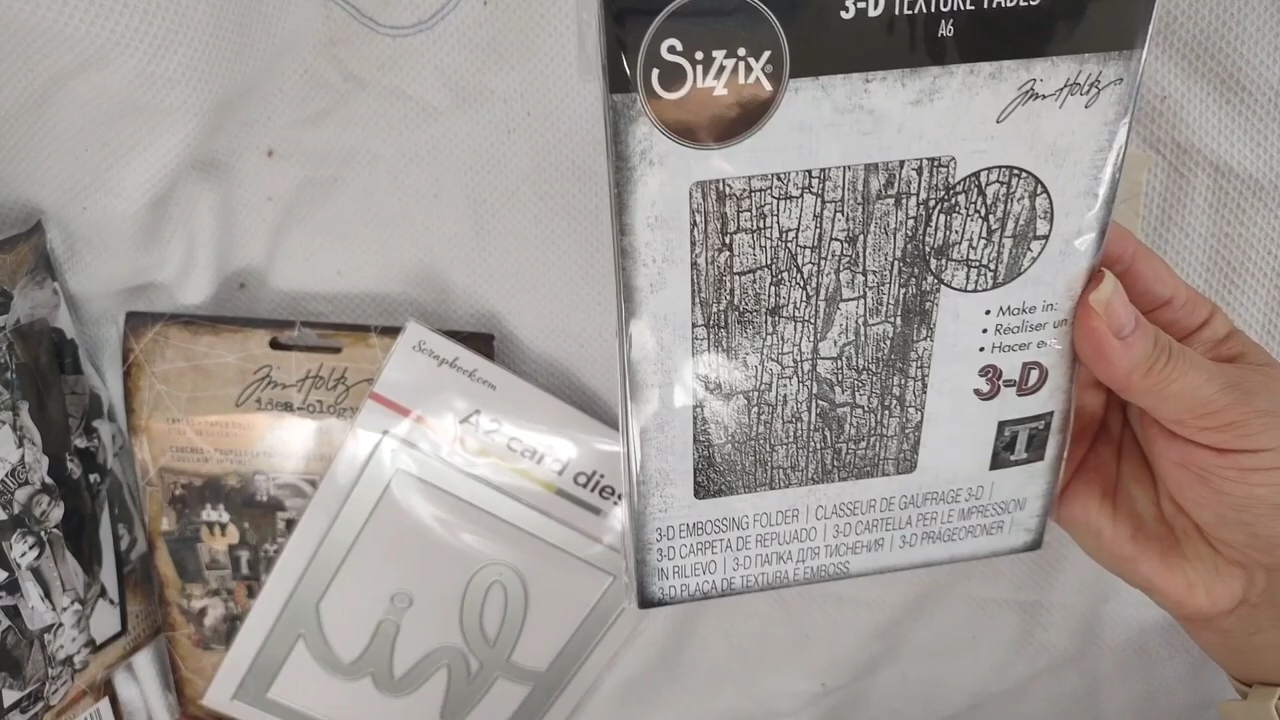 3-D TEXTURE FADES
A6
Sizzix
Tim Holtz
• Make in:
• Réaliser un
• Hacer en
3-D
T
3-D EMBOSSING FOLDER | CLASSEUR DE GAUFRAGE 3-D |
3-D CARPETA DE REPUJADO | 3-D CARTELLA PER LE IMPRESSIONI
IN RILIEVO | 3-D ПАПКА ДЛЯ ТИСНЕНИЯ | 3-D PRÄGEORDNER |
3-D PLACA DE TEXTURA E EMBOSS
Tim Holtz
idea-ology
Scrapbook.com
A2 card dies